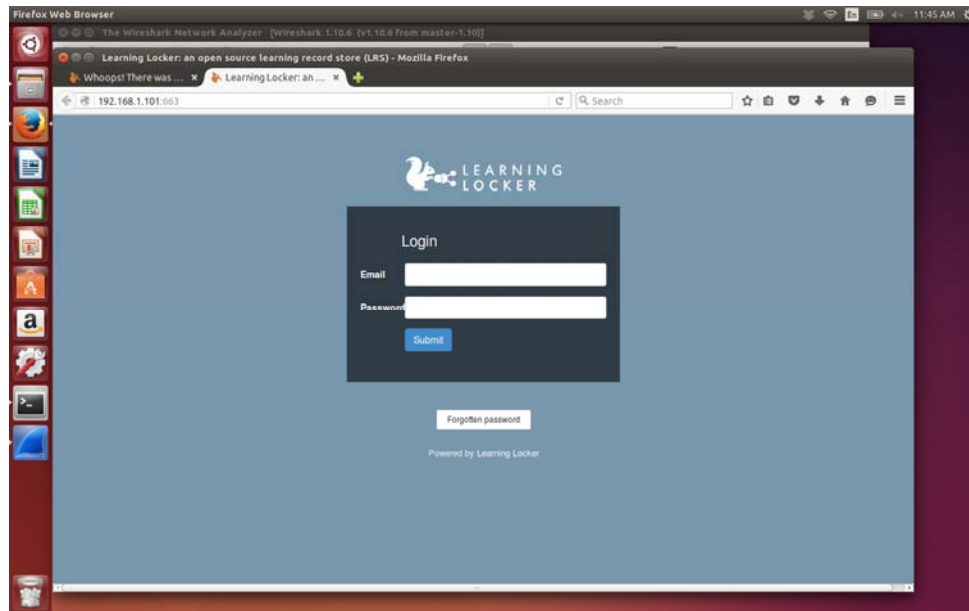 Firefox Web Browser
En
11:45 AM
The Wireshark Network Analyzer [Wireshark 1.10.6 (v1.10.6 from master-1.10)]
Learning Locker: an open source learning record store (LRS) - Mozilla Firefox
Whoops! There was ... × Learning Locker: an ... ×
192.168.1.101:663
Search
LEARNING
LOCKER
Login
Email
Password
Submit
Forgotten password
Powered by Learning Locker
a